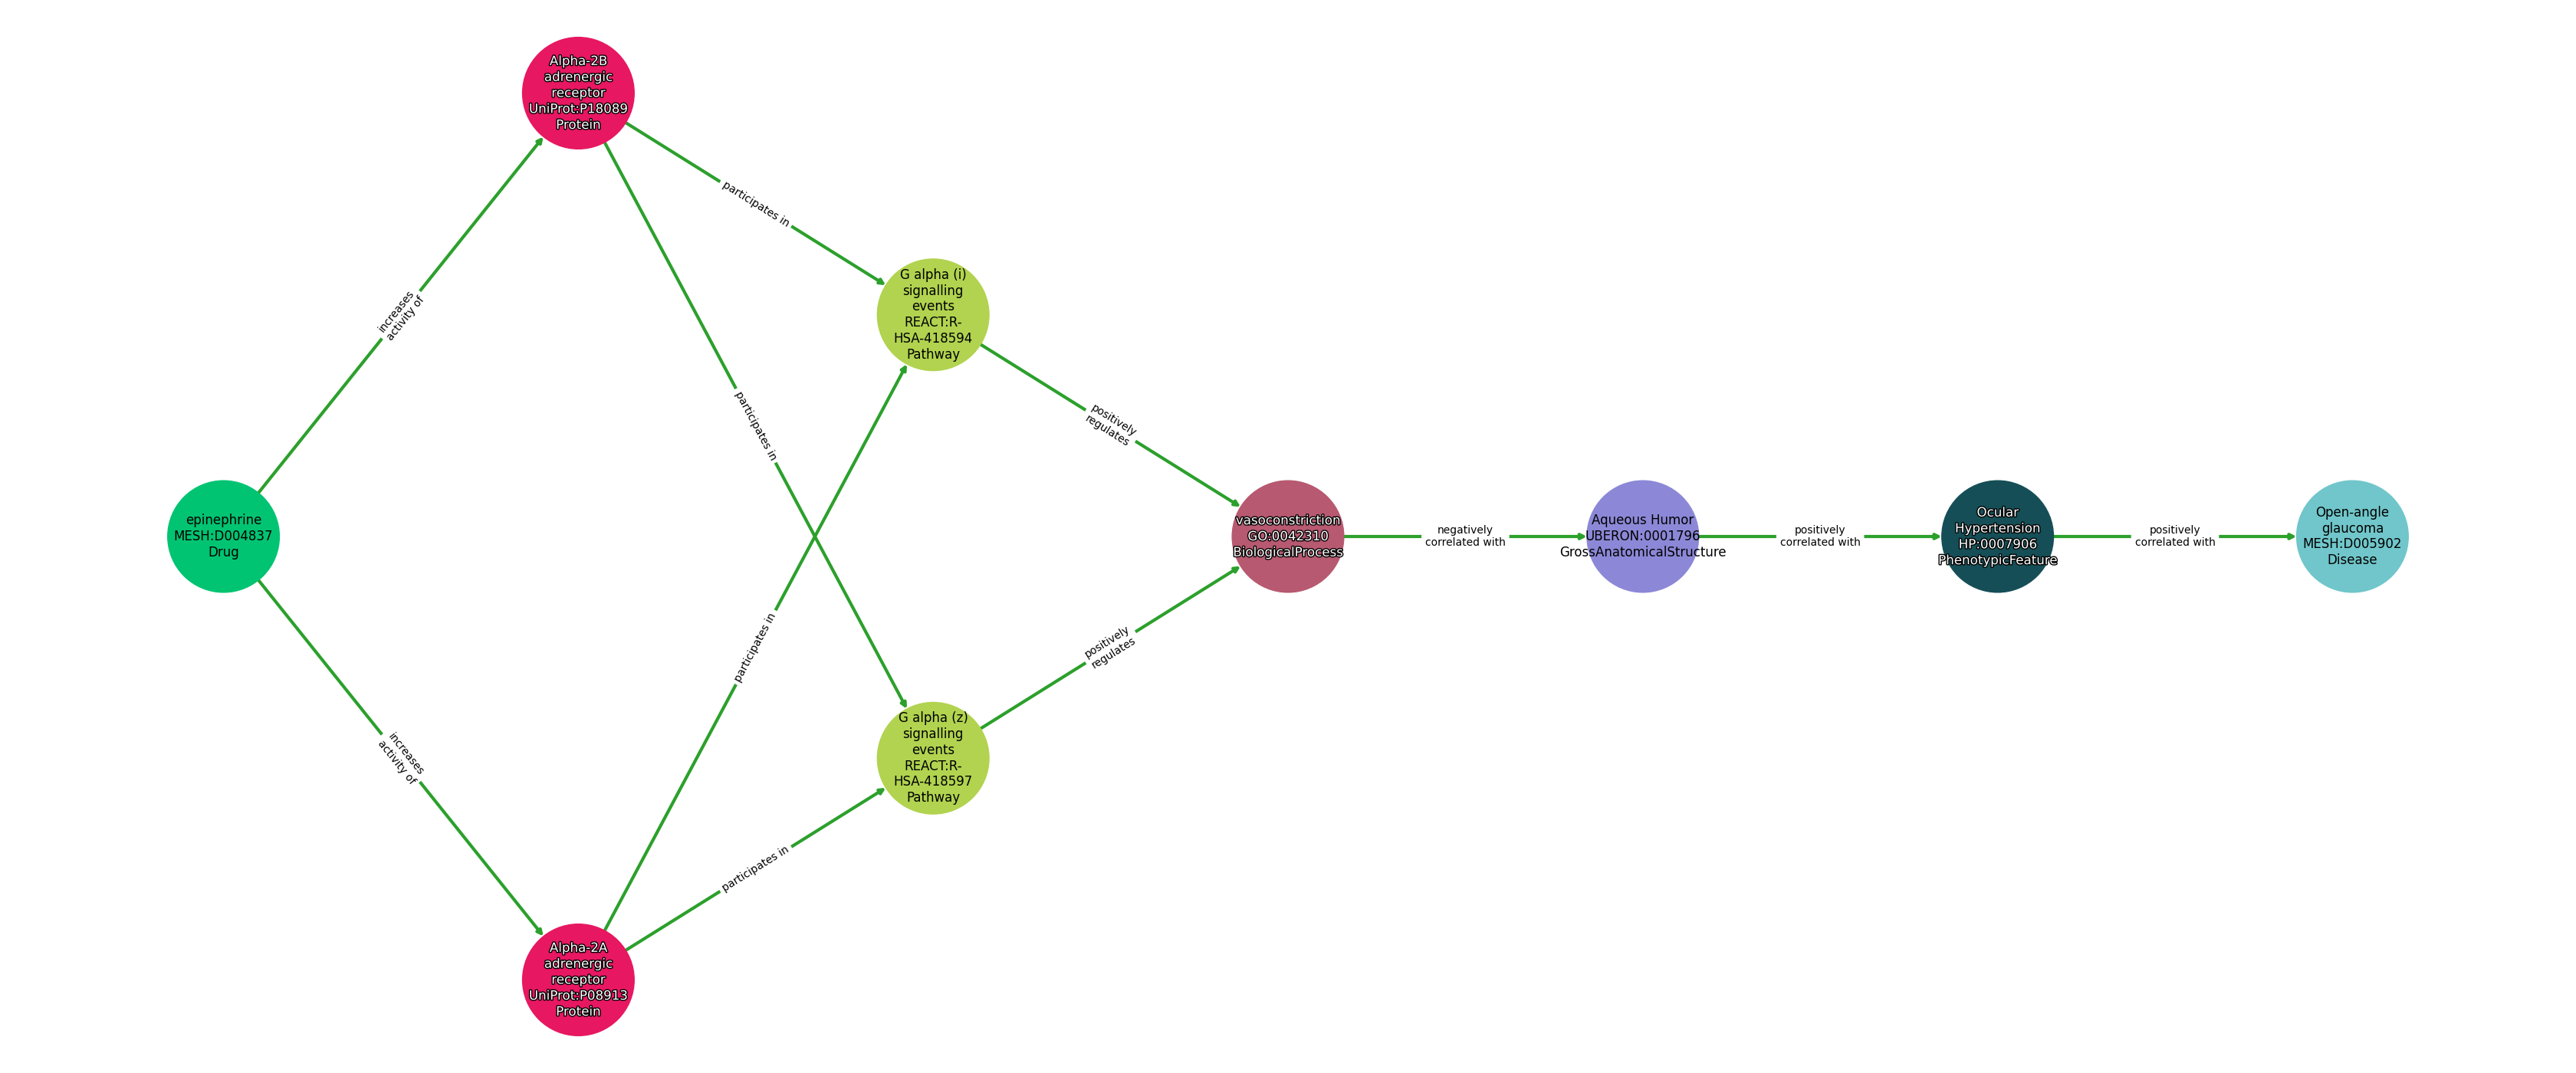 Alpha-2B
adrenergic
receptor
UniProt:P18089
Protein
participates in
increases
activity of
G alpha (i)
signalling
events
REACT:R-
HSA-418594
Pathway
participates in
positively
regulates
epinephrine
MESH:D004837
Drug
vasoconstriction
GO:0042310
BiologicalProcess
negatively
correlated with
Aqueous Humor
UBERON:0001796
GrossAnatomicalStructure
positively
correlated with
Ocular
Hypertension
HP:0007906
PhenotypicFeature
positively
correlated with
Open-angle
glaucoma
MESH:D005902
Disease
participates in
positively
regulates
increases
activity of
G alpha (z)
signalling
events
REACT:R-
HSA-418597
Pathway
participates in
Alpha-2A
adrenergic
receptor
UniProt:P08913
Protein